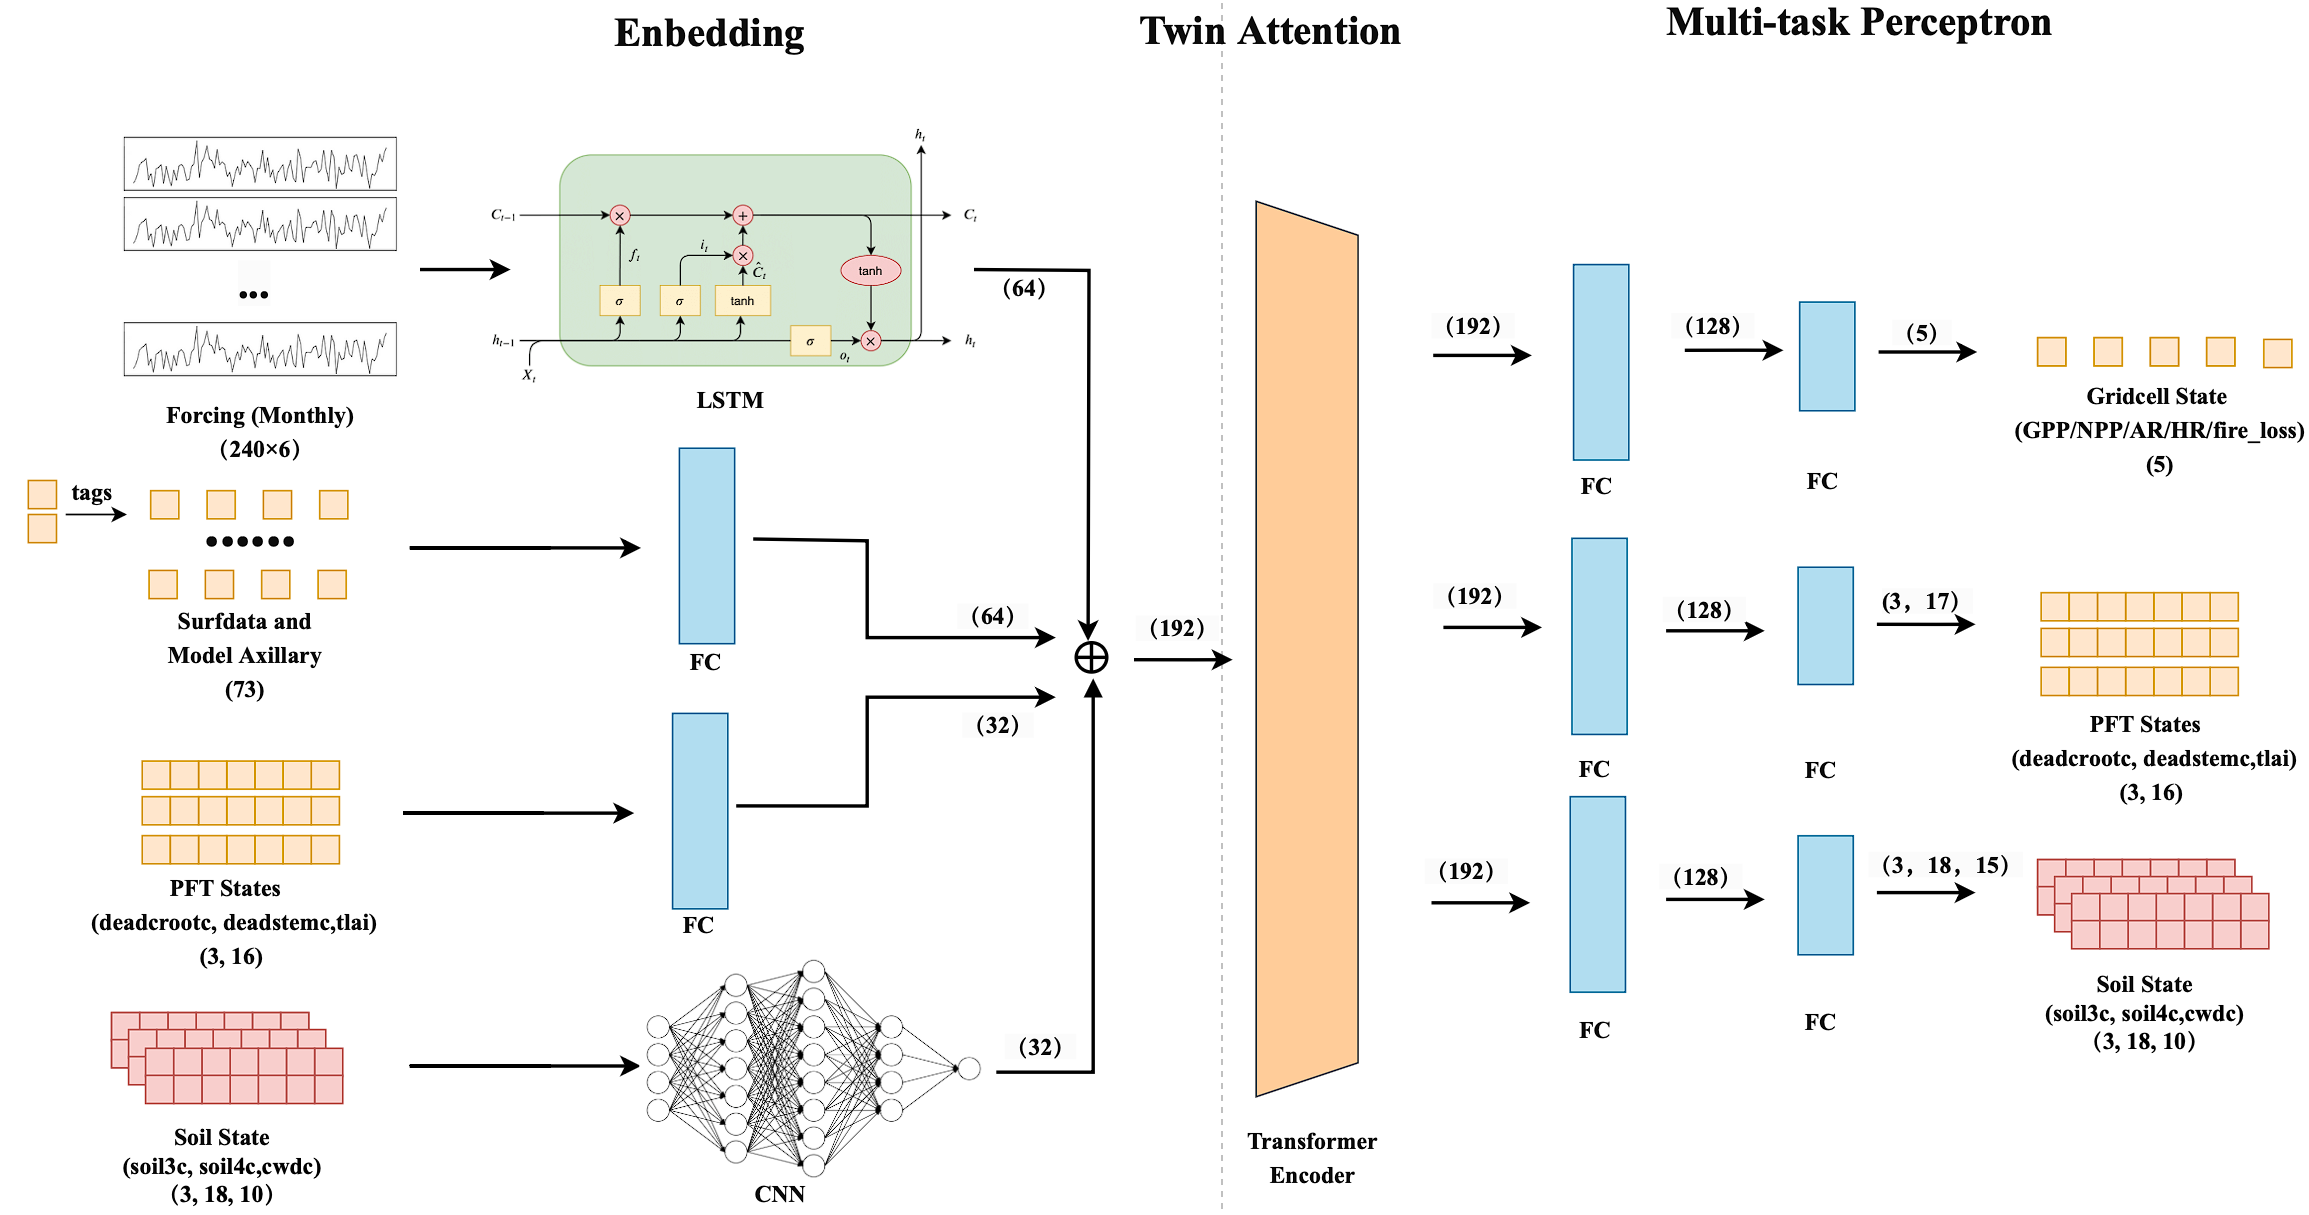 Enbedding
Twin Attention
Multi-task Perceptron
Forcing (Monthly)
(240×6)
C_{t-1}
f_t
i_t
Ĉ_t
σ
σ
tanh
tanh
σ
o_t
h_{t-1}
X_t
h_t
C_t
h_t
LSTM
(64)
tags
Surfdata and
Model Axillary
(73)
FC
(64)
PFT States
(deadcrootc, deadstemc,tlai)
(3, 16)
FC
(32)
Soil State
(soil3c, soil4c,cwdc)
(3, 18, 10)
CNN
(32)
(192)
Transformer
Encoder
(192)
FC
(128)
FC
(5)
Gridcell State
(GPP/NPP/AR/HR/fire_loss)
(5)
(192)
FC
(128)
FC
(3, 17)
PFT States
(deadcrootc, deadstemc,tlai)
(3, 16)
(192)
FC
(128)
FC
(3, 18, 15)
Soil State
(soil3c, soil4c,cwdc)
(3, 18, 10)